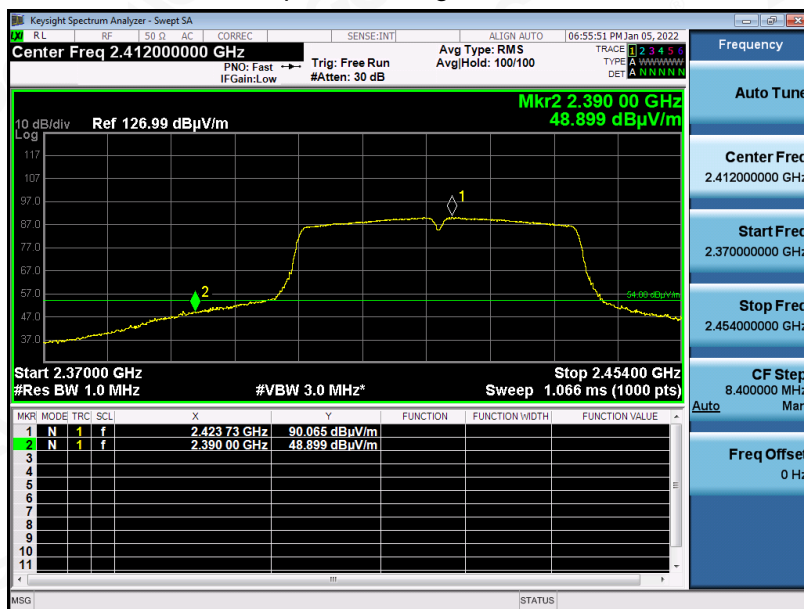 Keysight Spectrum Analyzer - Swept SA
RL RF 50 Ω AC CORREC SENSE:INT ALIGN AUTO 06:55:51 PM Jan 05, 2022
Center Freq 2.412000000 GHz
PNO: Fast
IFGain:Low
Trig: Free Run
#Atten: 30 dB
Avg Type: RMS
Avg|Hold: 100/100
TRACE 1 2 3 4 5 6
TYPE A WWWWW
DET A N N N N N
Mkr2 2.390 00 GHz
48.899 dBµV/m
10 dB/div Ref 126.99 dBµV/m
Log
117
107
97.0
87.0
77.0
67.0
57.0
47.0
37.0
1
2
54.00 dBµV/m
Start 2.37000 GHz Stop 2.45400 GHz
#Res BW 1.0 MHz #VBW 3.0 MHz* Sweep 1.066 ms (1000 pts)
MKR MODE TRC SCL X Y FUNCTION FUNCTION WIDTH FUNCTION VALUE
1 N 1 f 2.423 73 GHz 90.065 dBµV/m
2 N 1 f 2.390 00 GHz 48.899 dBµV/m
3
4
5
6
7
8
9
10
11
MSG STATUS
Frequency
Auto Tune
Center Freq
2.412000000 GHz
Start Freq
2.370000000 GHz
Stop Freq
2.454000000 GHz
CF Step
8.400000 MHz
Auto Man
Freq Offset
0 Hz